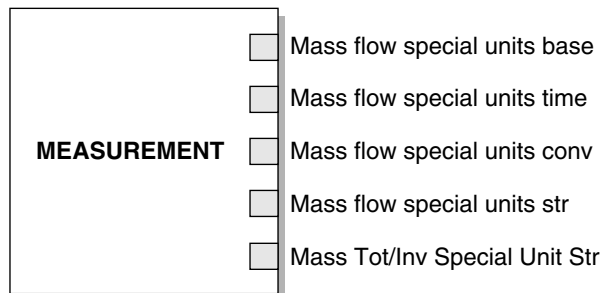 Mass flow special units base
Mass flow special units time
MEASUREMENT
Mass flow special units conv
Mass flow special units str
Mass Tot/Inv Special Unit Str